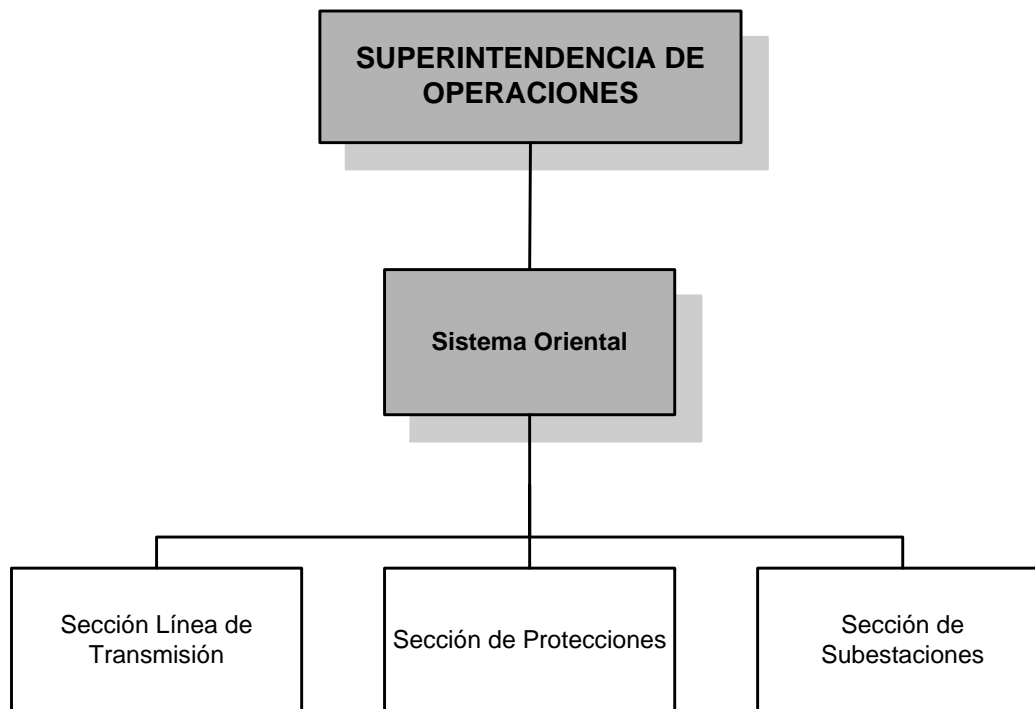 SUPERINTENDENCIA DE
OPERACIONES
Sistema Oriental
Sección Línea de
Transmisión
Sección de Protecciones
Sección de
Subestaciones